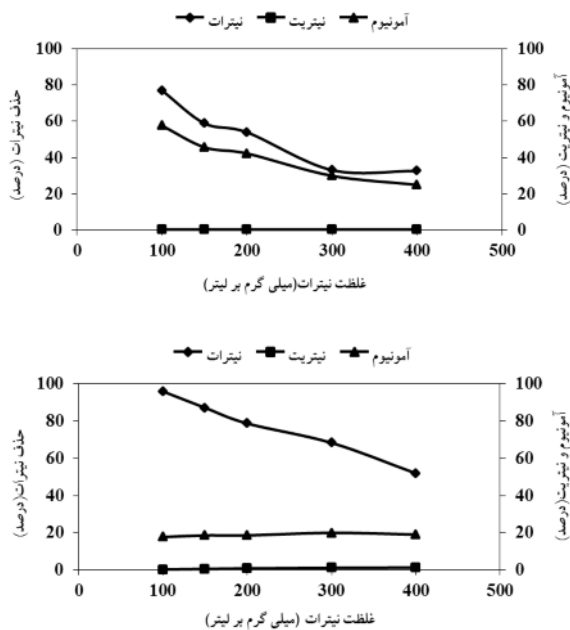 نیترات نیتریت آمونیوم
100 100
80 80
60 60
40 40
20 20
0 0
0 100 200 300 400 500
حذف نیترات (درصد)
آمونیوم و نیتریت (درصد)
غلظت نیترات(میلی گرم بر لیتر)
نیترات نیتریت آمونیوم
100 100
80 80
60 60
40 40
20 20
0 0
0 100 200 300 400 500
حذف نیترات(درصد)
آمونیوم و نیتریت(درصد)
غلظت نیترات (میلی گرم بر لیتر)